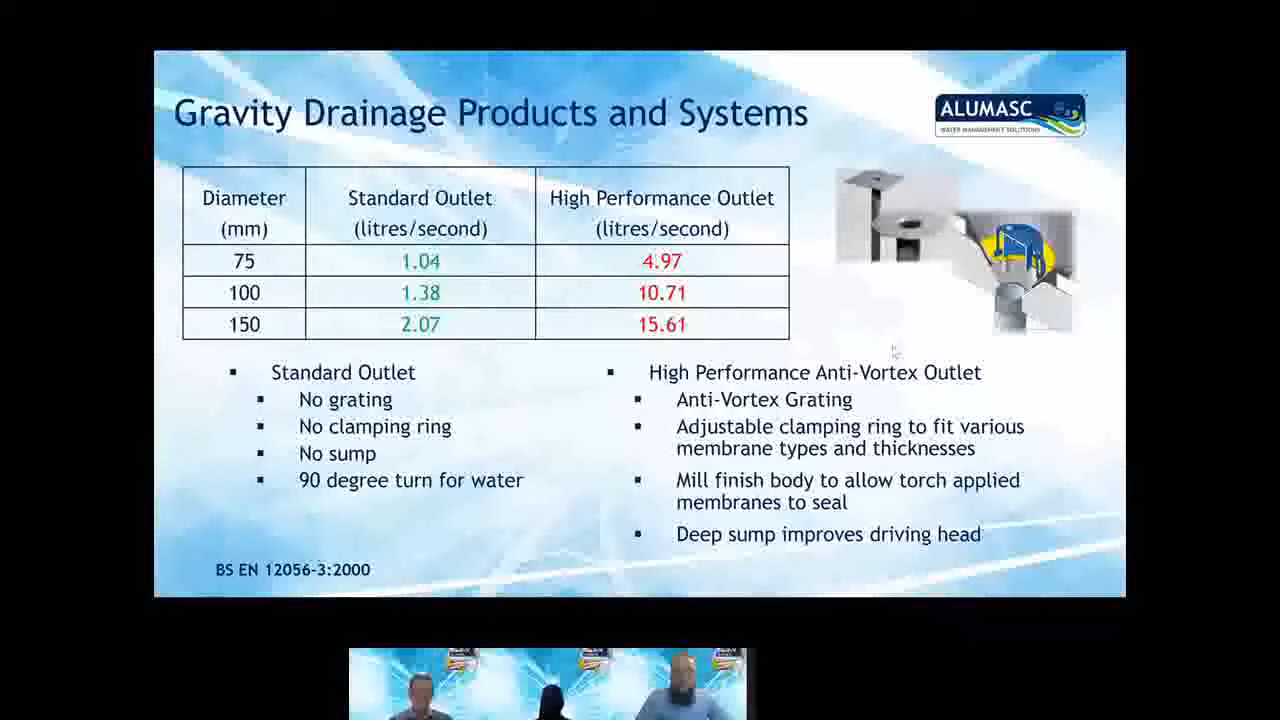 Gravity Drainage Products and Systems
ALUMASC
WATER MANAGEMENT SOLUTIONS
Diameter (mm) Standard Outlet (litres/second) High Performance Outlet (litres/second)
75 1.04 4.97
100 1.38 10.71
150 2.07 15.61
Standard Outlet
No grating
No clamping ring
No sump
90 degree turn for water
High Performance Anti-Vortex Outlet
Anti-Vortex Grating
Adjustable clamping ring to fit various
membrane types and thicknesses
Mill finish body to allow torch applied
membranes to seal
Deep sump improves driving head
BS EN 12056-3:2000